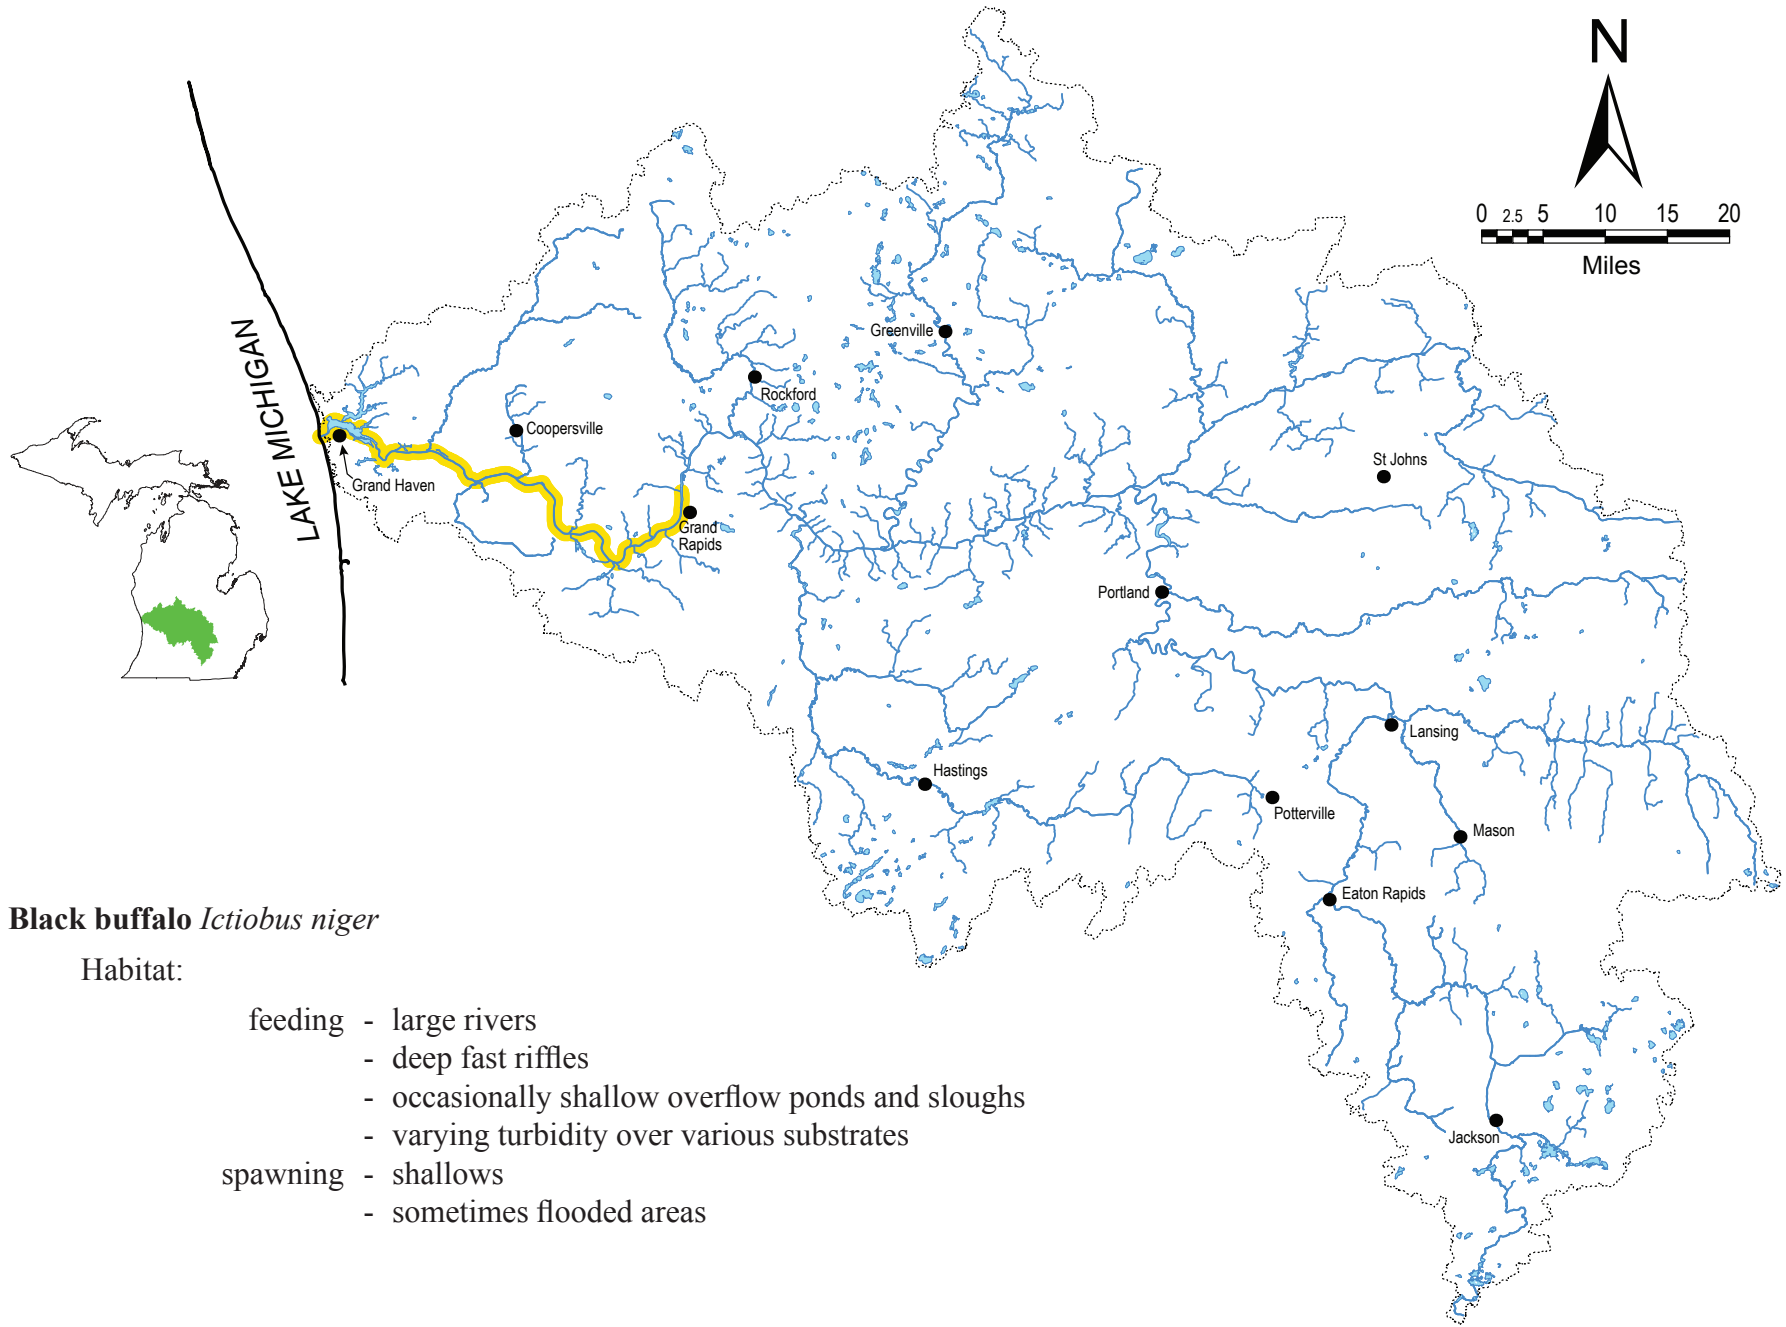 N
0 2.5 5 10 15 20
Miles
LAKE MICHIGAN
Greenville
Rockford
Coopersville
Grand Haven
St Johns
Grand
Rapids
Portland
Lansing
Hastings
Potterville
Mason
Eaton Rapids
Jackson
Black buffalo Ictiobus niger
Habitat:
feeding - large rivers
- deep fast riffles
- occasionally shallow overflow ponds and sloughs
- varying turbidity over various substrates
spawning - shallows
- sometimes flooded areas